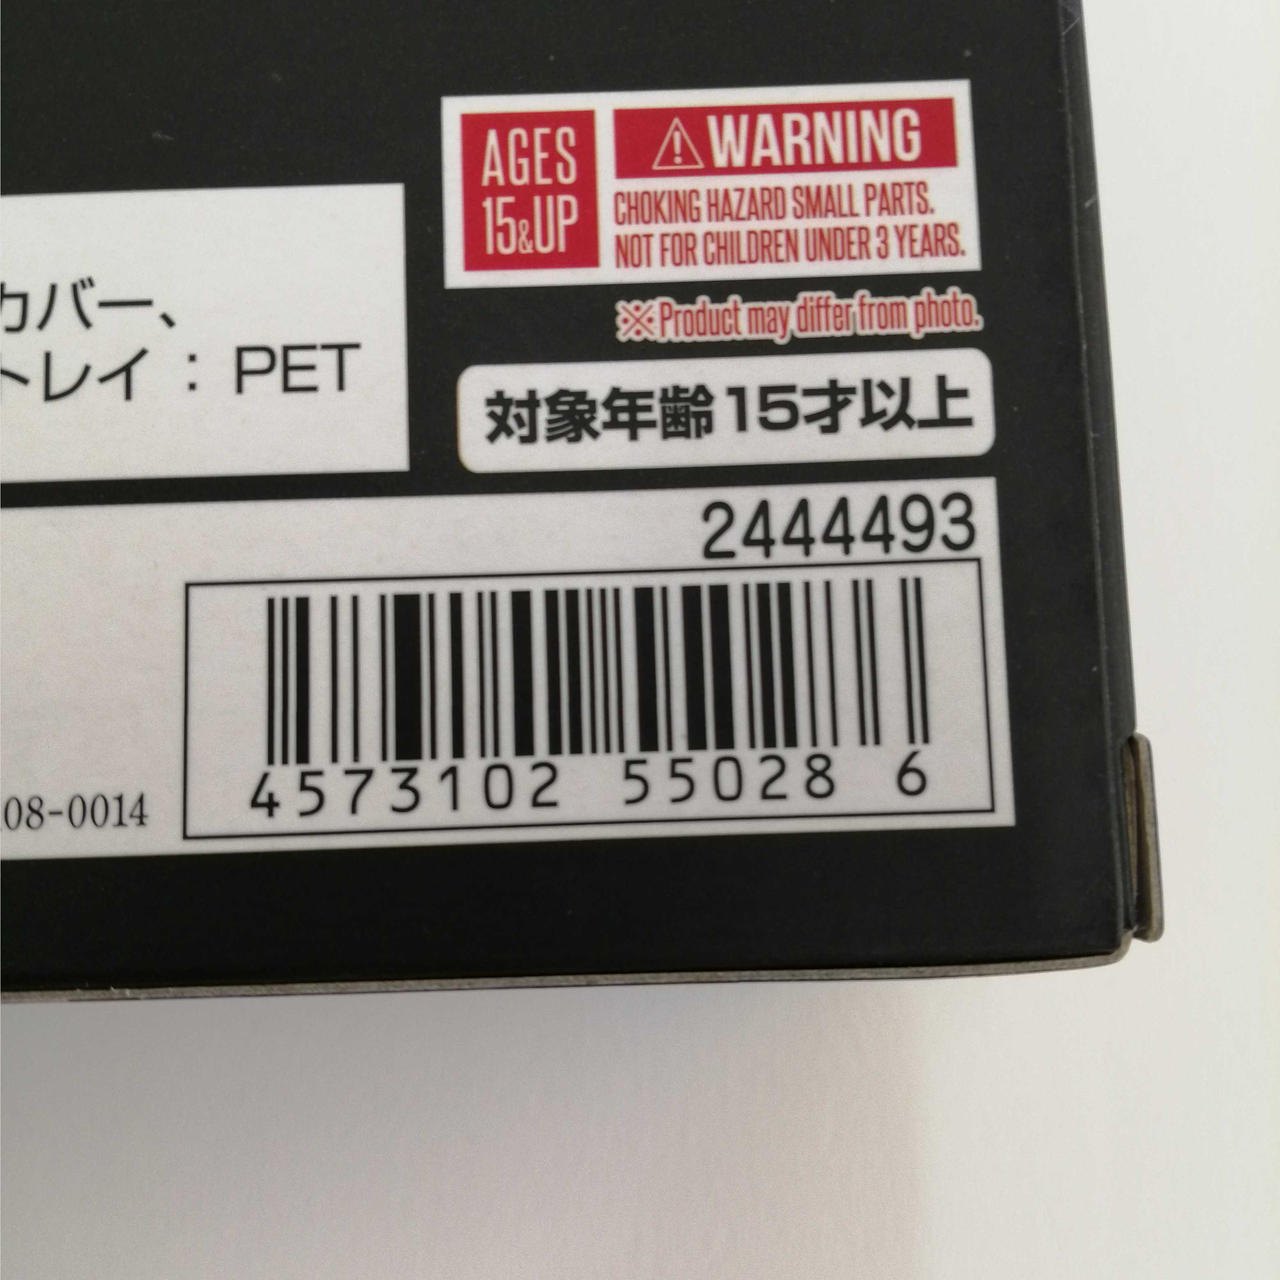 AGES
15&UP
⚠WARNING
CHOKING HAZARD SMALL PARTS.
NOT FOR CHILDREN UNDER 3 YEARS.
※Product may differ from photo.
カバー、
トレイ：PET
対象年齢15才以上
2444493
4573102 55028 6
08-0014